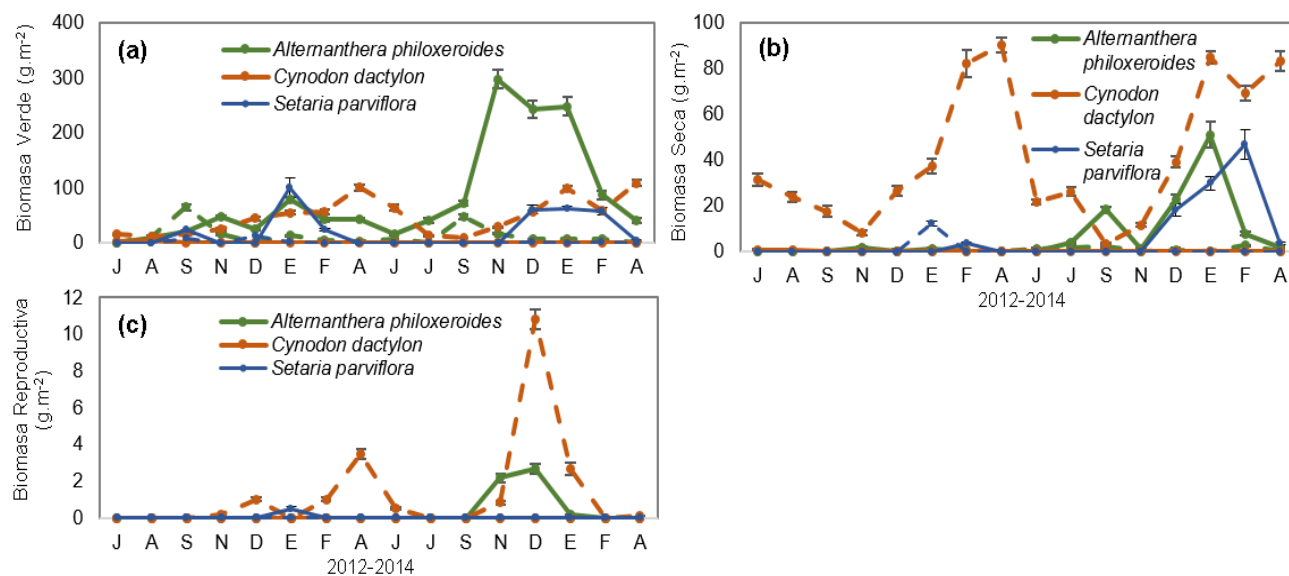 Biomasa Verde (g.m-²)
400
300
200
100
0
(a)
Alternanthera philoxeroides
Cynodon dactylon
Setaria parviflora
J A S N D E F A J J S N D E F A
Biomasa Seca (g.m-²)
100
80
60
40
20
0
(b)
Alternanthera
philoxeroides
Cynodon
dactylon
Setaria
parviflora
J A S N D E F A J J S N D E F A
2012-2014
Biomasa Reproductiva
(g.m-²)
12
10
8
6
4
2
0
(c)
Alternanthera philoxeroides
Cynodon dactylon
Setaria parviflora
J A S N D E F A J J S N D E F A
2012-2014